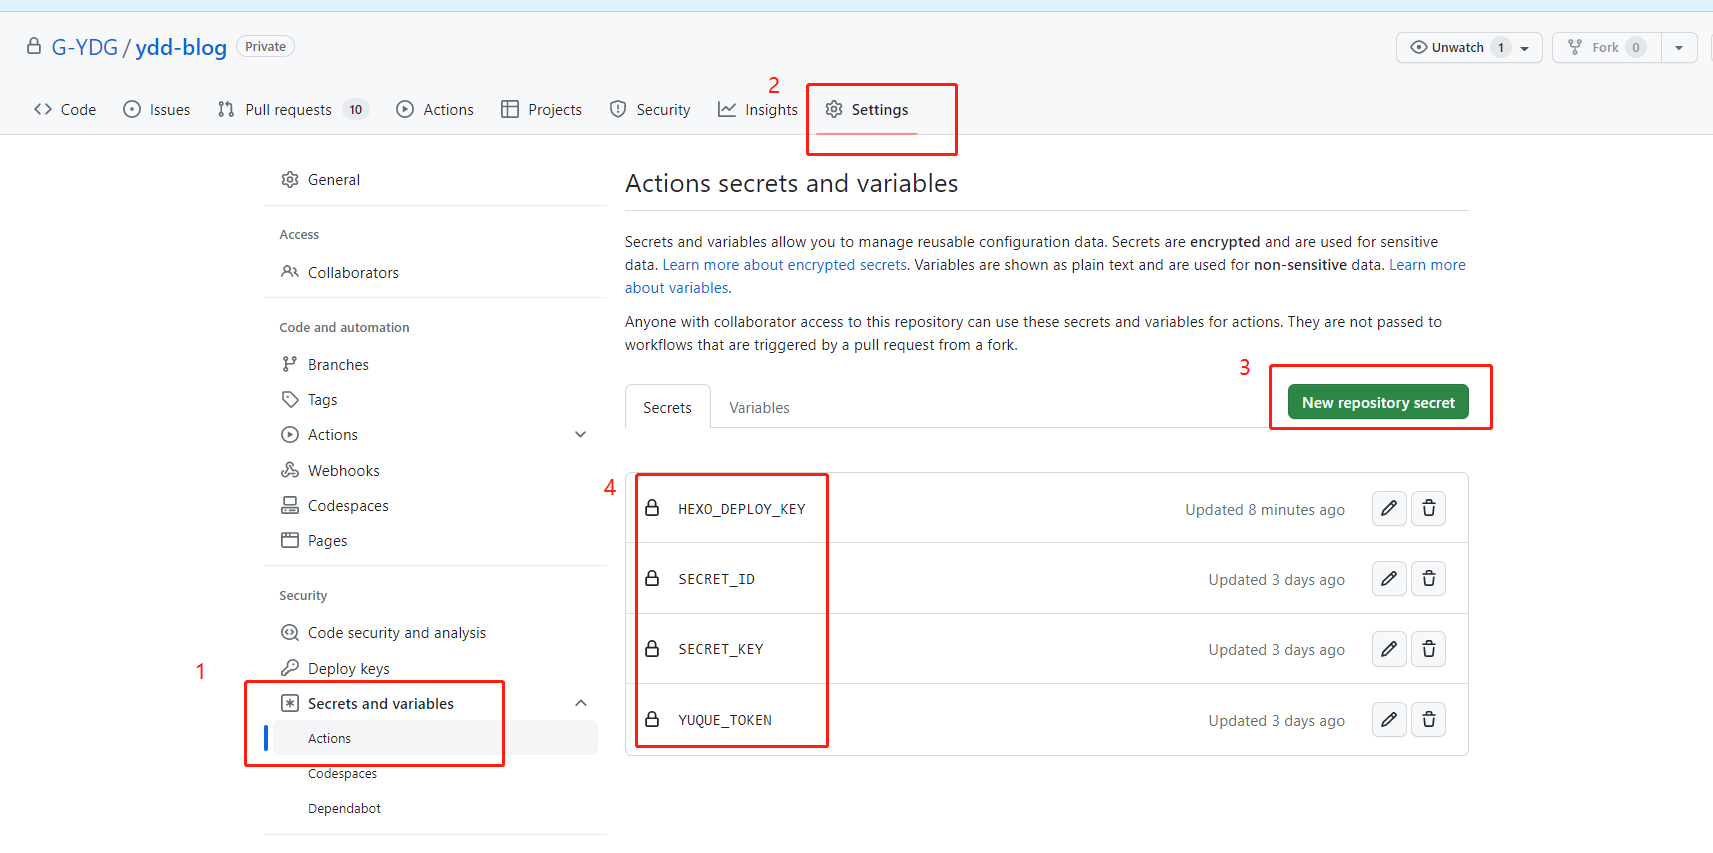 G-YDG / ydd-blog Private
Unwatch 1
Fork 0
2
Code
Issues
Pull requests 10
Actions
Projects
Security
Insights
Settings
General
Access
Collaborators
Code and automation
Branches
Tags
Actions
Webhooks
Codespaces
Pages
Security
Code security and analysis
Deploy keys
1
Secrets and variables
Actions
Codespaces
Dependabot
Actions secrets and variables
Secrets and variables allow you to manage reusable configuration data. Secrets are encrypted and are used for sensitive
data. Learn more about encrypted secrets. Variables are shown as plain text and are used for non-sensitive data. Learn more
about variables.
Anyone with collaborator access to this repository can use these secrets and variables for actions. They are not passed to
workflows that are triggered by a pull request from a fork.
3
Secrets
Variables
New repository secret
4
HEXO_DEPLOY_KEY Updated 8 minutes ago
SECRET_ID Updated 3 days ago
SECRET_KEY Updated 3 days ago
YUQUE_TOKEN Updated 3 days ago